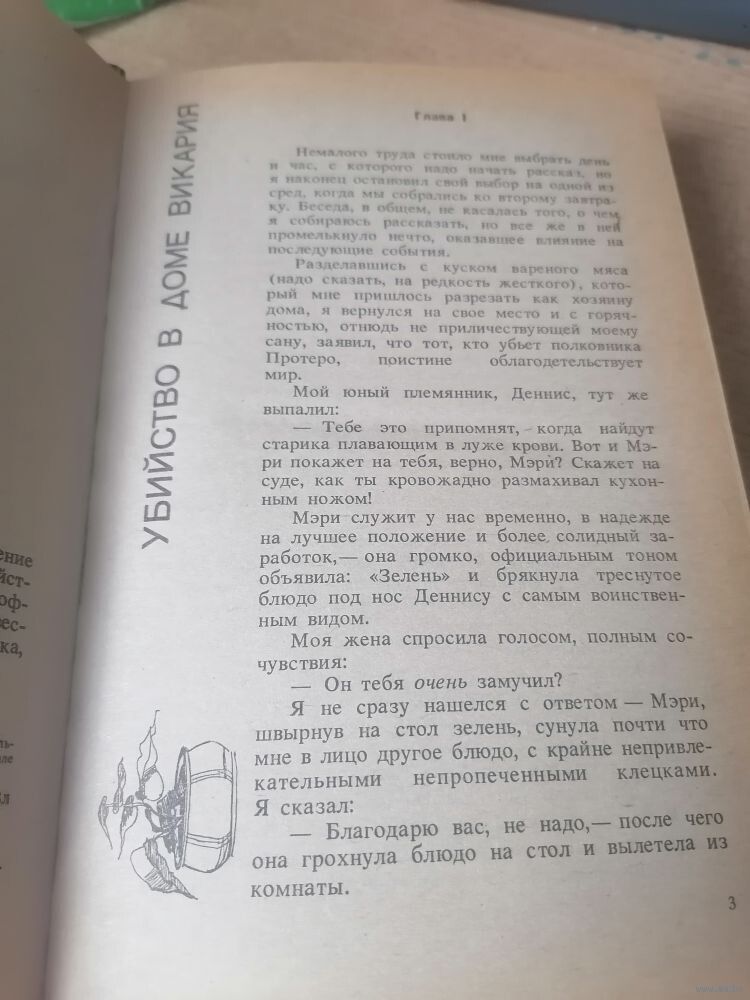 УБИЙСТВО В ДОМЕ ВИКАРИЯ
Глава 1
Немалого труда стоило мне выбрать день
и час, с которого надо начать рассказ, но
я наконец остановил свой выбор на одной из
сред, когда мы собрались ко второму завтра-
ку. Беседа, в общем, не касалась того, о чем
я собираюсь рассказать, но все же в ней
промелькнуло нечто, оказавшее влияние на
последующие события.
Разделавшись с куском вареного мяса
(надо сказать, на редкость жесткого), кото-
рый мне пришлось разрезать как хозяину
дома, я вернулся на свое место и с горяч-
ностью, отнюдь не приличествующей моему
сану, заявил, что тот, кто убьет полковника
Протеро, поистине облагодетельствует
мир.
Мой юный племянник, Деннис, тут же
выпалил:
— Тебе это припомнят, когда найдут
старика плавающим в луже крови. Вот и Мэ-
ри покажет на тебя, верно, Мэри? Скажет на
суде, как ты кровожадно размахивал кухон-
ным ножом!
Мэри служит у нас временно, в надежде
на лучшее положение и более солидный за-
работок,— она громко, официальным тоном
объявила: «Зелень» и брякнула треснутое
блюдо под нос Деннису с самым воинствен-
ным видом.
Моя жена спросила голосом, полным со-
чувствия:
— Он тебя очень замучил?
Я не сразу нашелся с ответом — Мэри,
швырнув на стол зелень, сунула почти что
мне в лицо другое блюдо, с крайне непривле-
кательными непропеченными клецками.
Я сказал:
— Благодарю вас, не надо,— после чего
она грохнула блюдо на стол и вылетела из
комнаты.
3
ение
йст-
оф-
ес-
ка,